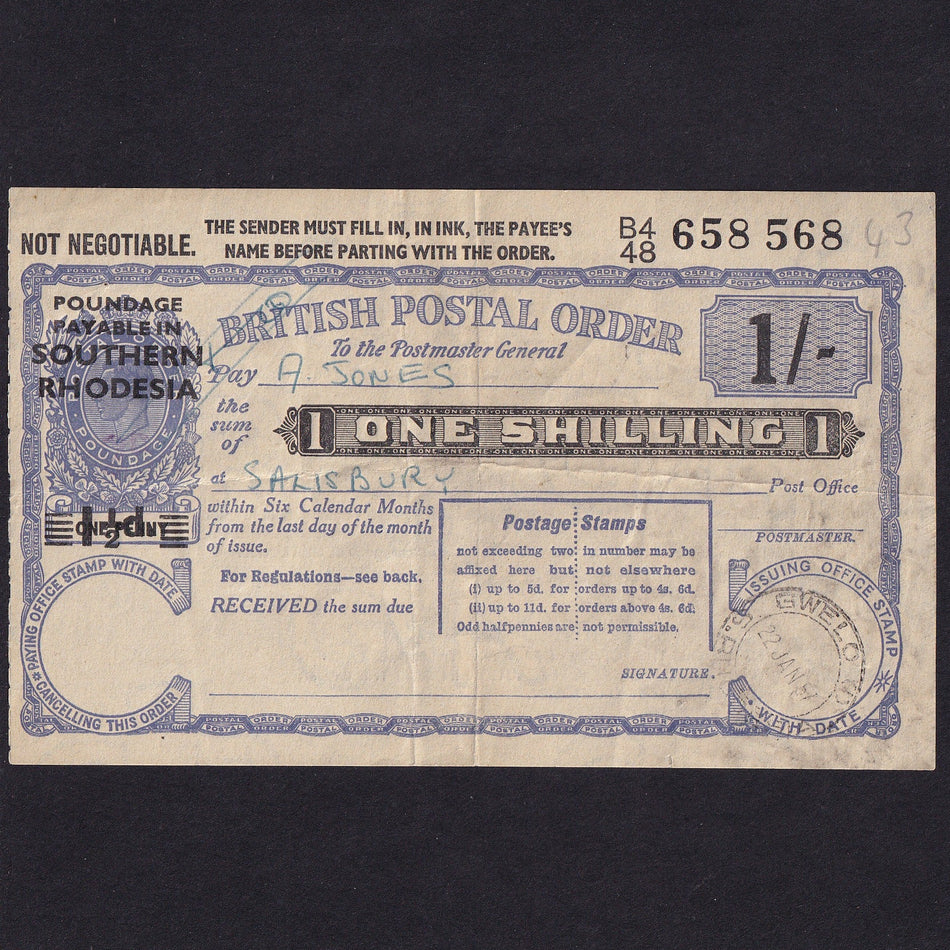 NOT NEGOTIABLE.
THE SENDER MUST FILL IN, IN INK, THE PAYEE'S
NAME BEFORE PARTING WITH THE ORDER.
B4
48
658 568
43
POUNDAGE
PAYABLE IN
SOUTHERN
RHODESIA
POUNDAGE
ONE PENNY
1½d.
BRITISH POSTAL ORDER
To the Postmaster General
1/-
Pay A. JONES
the
sum
of
1 ONE SHILLING 1
at SALISBURY Post Office
within Six Calendar Months
from the last day of the month
of issue.
For Regulations—see back.
RECEIVED the sum due
Postage Stamps
not exceeding two in number may be
affixed here but not elsewhere
(i) up to 5d. for orders up to 4s. 6d.
(ii) up to 11d. for orders above 4s. 6d.
Odd halfpennies are not permissible.
POSTMASTER.
SIGNATURE.
PAYING OFFICE STAMP WITH DATE
CANCELLING THIS ORDER
ISSUING OFFICE STAMP
WITH DATE
GWELO
22 JAN